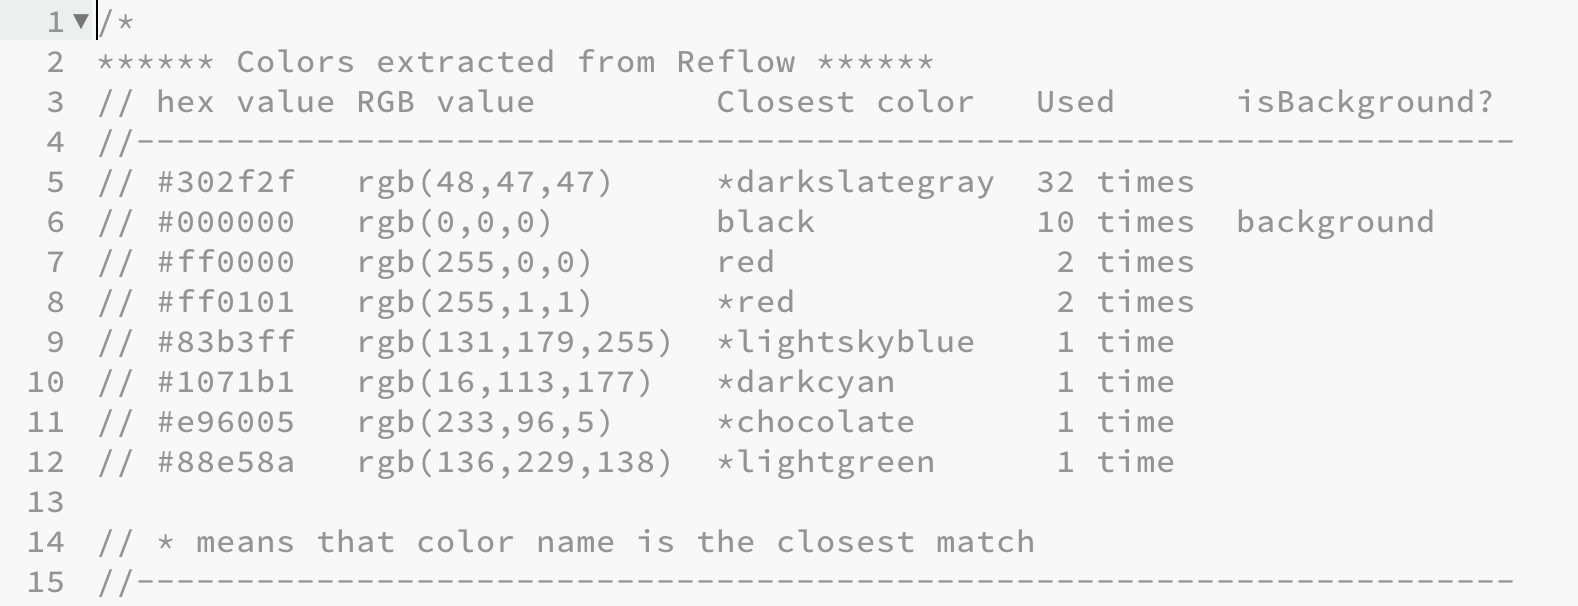 1 ▼ /*
2 ****** Colors extracted from Reflow ******
3 // hex value RGB value         Closest color   Used      isBackground?
4 //---------------------------------------------------------------------
5 // #302f2f   rgb(48,47,47)     *darkslategray  32 times
6 // #000000   rgb(0,0,0)        black           10 times  background
7 // #ff0000   rgb(255,0,0)      red              2 times
8 // #ff0101   rgb(255,1,1)      *red             2 times
9 // #83b3ff   rgb(131,179,255)  *lightskyblue    1 time
10 // #1071b1   rgb(16,113,177)   *darkcyan        1 time
11 // #e96005   rgb(233,96,5)     *chocolate       1 time
12 // #88e58a   rgb(136,229,138)  *lightgreen      1 time
13
14 // * means that color name is the closest match
15 //---------------------------------------------------------------------